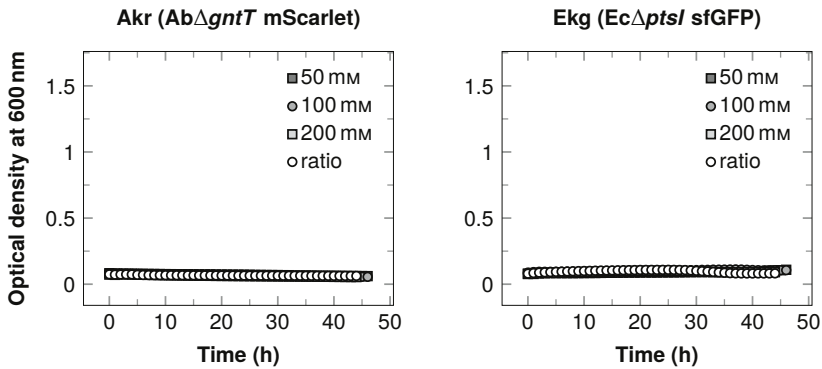 Akr (AbΔgntT mScarlet)
Optical density at 600 nm
1.5
1
0.5
0
50 mM
100 mM
200 mM
ratio
0 10 20 30 40 50
Time (h)
Ekg (EcΔptsI sfGFP)
1.5
1
0.5
0
50 mM
100 mM
200 mM
ratio
0 10 20 30 40 50
Time (h)